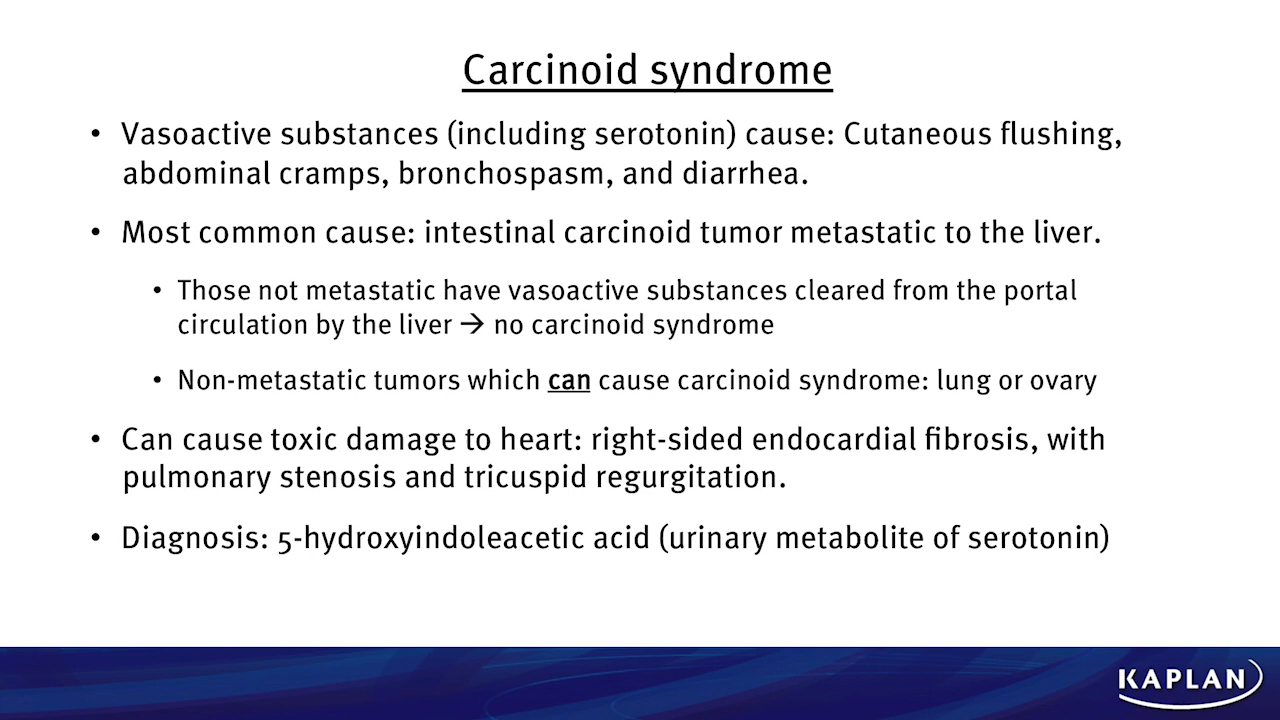 Carcinoid syndrome
• Vasoactive substances (including serotonin) cause: Cutaneous flushing,
abdominal cramps, bronchospasm, and diarrhea.
• Most common cause: intestinal carcinoid tumor metastatic to the liver.
• Those not metastatic have vasoactive substances cleared from the portal
circulation by the liver → no carcinoid syndrome
• Non-metastatic tumors which can cause carcinoid syndrome: lung or ovary
• Can cause toxic damage to heart: right-sided endocardial fibrosis, with
pulmonary stenosis and tricuspid regurgitation.
• Diagnosis: 5-hydroxyindoleacetic acid (urinary metabolite of serotonin)
KAPLAN